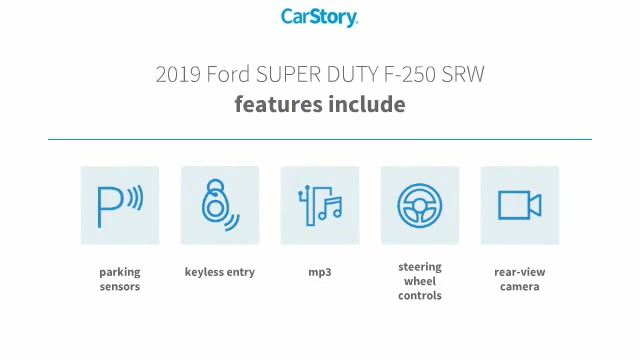 CarStory.
2019 Ford SUPER DUTY F-250 SRW
features include
P
parking
sensors
keyless entry
mp3
steering
wheel
controls
rear-view
camera